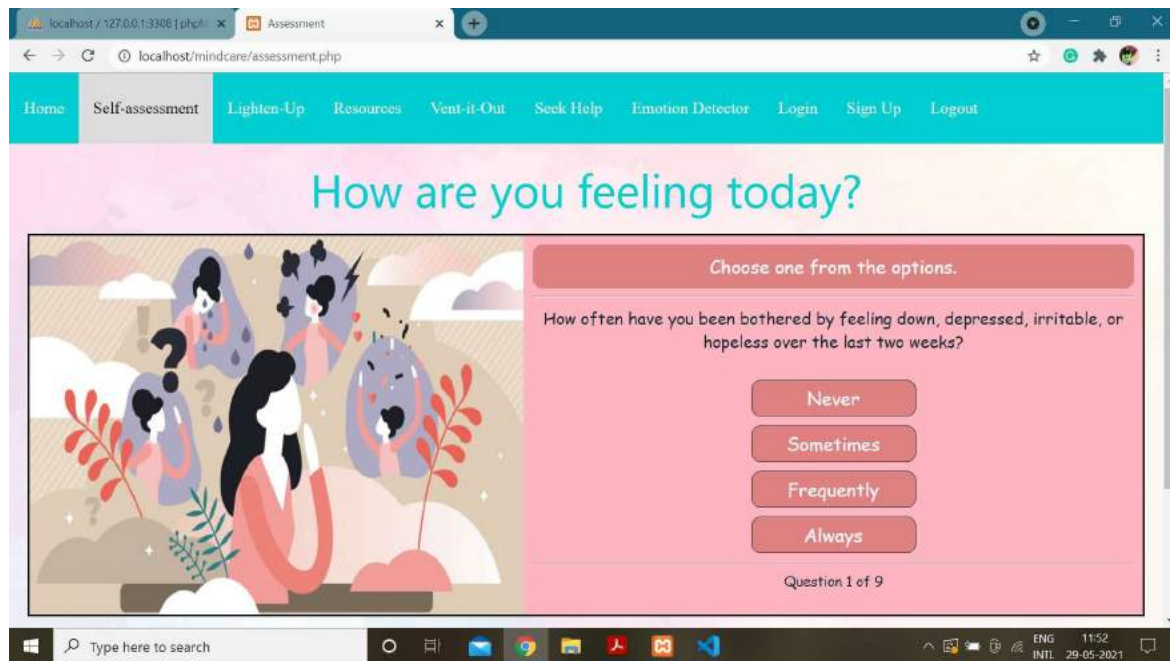 localhost / 127.0.0.1:3308 | php
Assessment
localhost/mindcare/assessment.php
Home Self-assessment Lighten-Up Resources Vent-it-Out Seek Help Emotion Detector Login Sign Up Logout
How are you feeling today?
Choose one from the options.
How often have you been bothered by feeling down, depressed, irritable, or
hopeless over the last two weeks?
Never
Sometimes
Frequently
Always
Question 1 of 9
Type here to search
ENG 11:52
INTL 29-05-2021